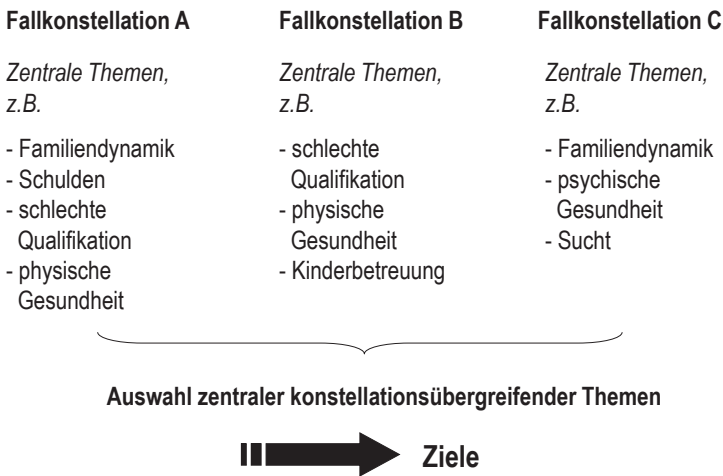 Fallkonstellation A
Zentrale Themen,
z.B.
- Familiendynamik
- Schulden
- schlechte
Qualifikation
- physische
Gesundheit
Fallkonstellation B
Zentrale Themen,
z.B.
- schlechte
Qualifikation
- physische
Gesundheit
- Kinderbetreuung
Fallkonstellation C
Zentrale Themen,
z.B.
- Familiendynamik
- psychische
Gesundheit
- Sucht
Auswahl zentraler konstellationsübergreifender Themen
Ziele